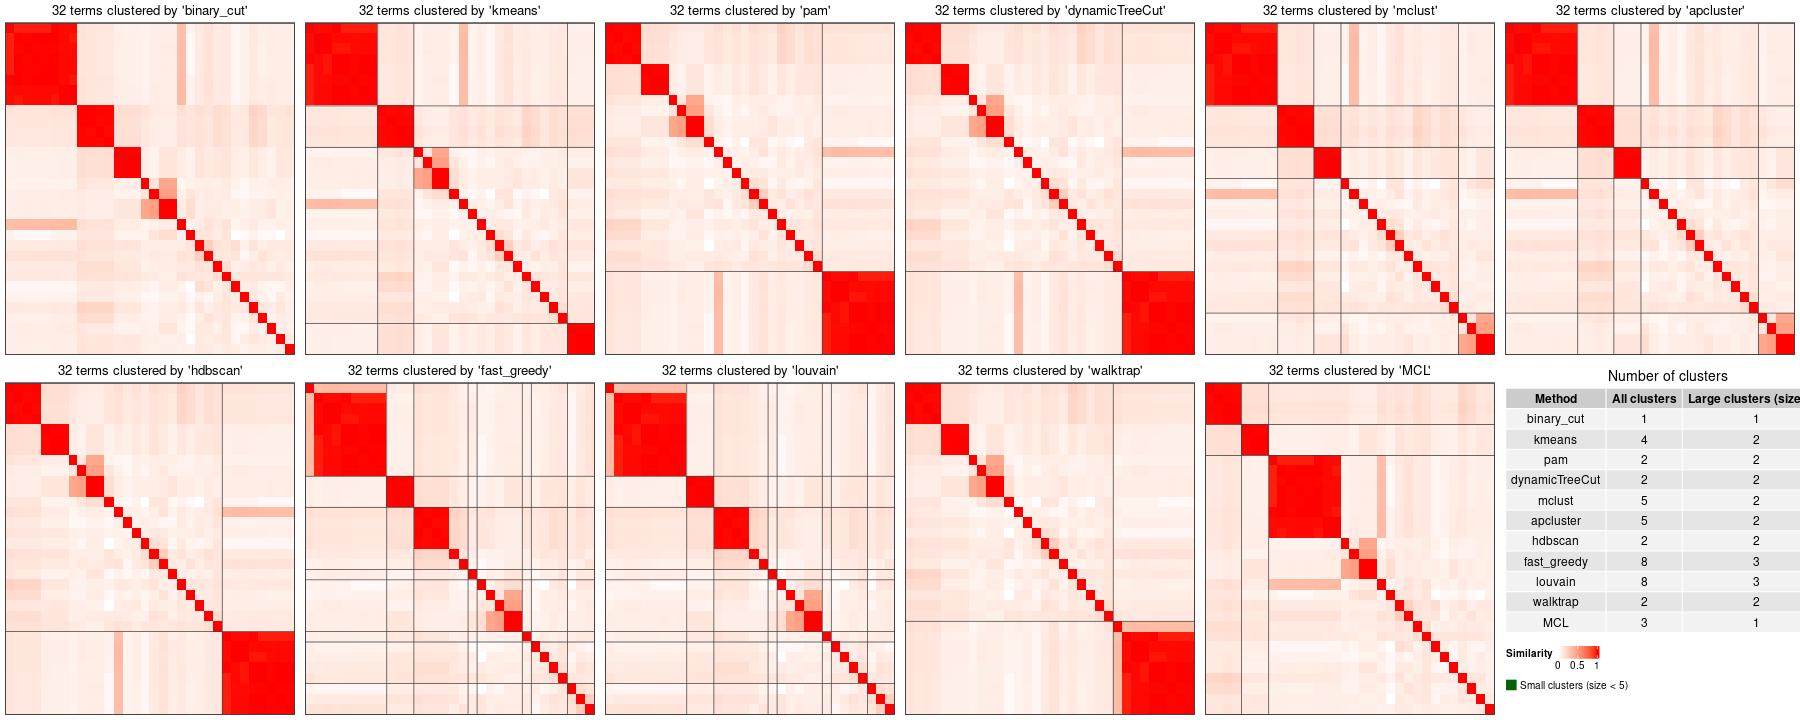 32 terms clustered by 'binary_cut'
32 terms clustered by 'kmeans'
32 terms clustered by 'pam'
32 terms clustered by 'dynamicTreeCut'
32 terms clustered by 'mclust'
32 terms clustered by 'apcluster'
32 terms clustered by 'hdbscan'
32 terms clustered by 'fast_greedy'
32 terms clustered by 'louvain'
32 terms clustered by 'walktrap'
32 terms clustered by 'MCL'
Number of clusters
Method All clusters Large clusters (size
binary_cut 1 1
kmeans 4 2
pam 2 2
dynamicTreeCut 2 2
mclust 5 2
apcluster 5 2
hdbscan 2 2
fast_greedy 8 3
louvain 8 3
walktrap 2 2
MCL 3 1
Similarity
0 0.5 1
Small clusters (size < 5)